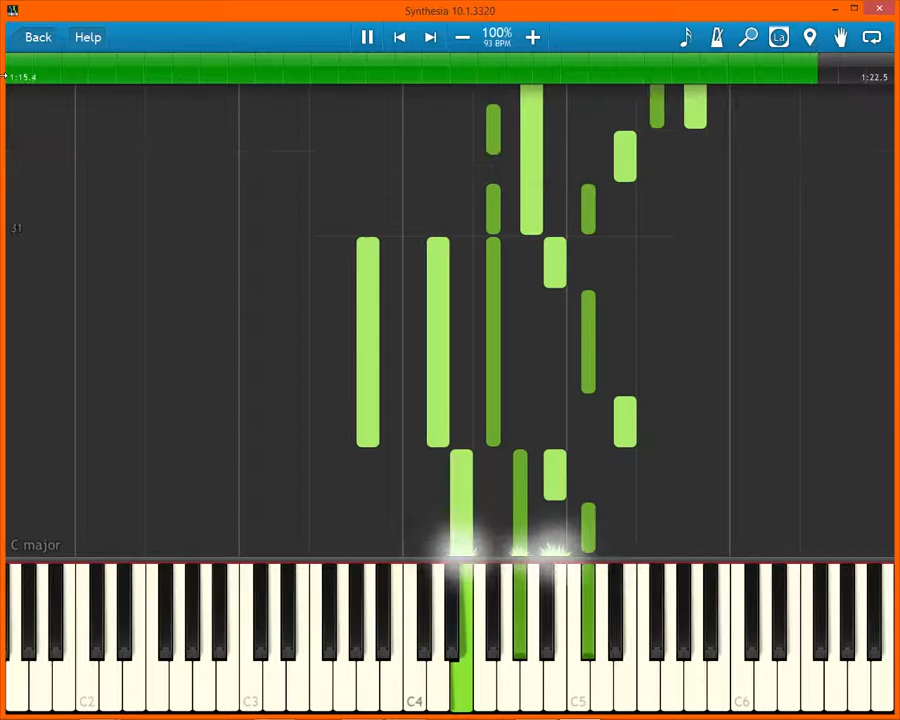 Synthesia 10.1.3320
Back Help 100% La
93 BPM
1:15.4 1:22.5
31
C major
C2 C3 C4 C5 C6